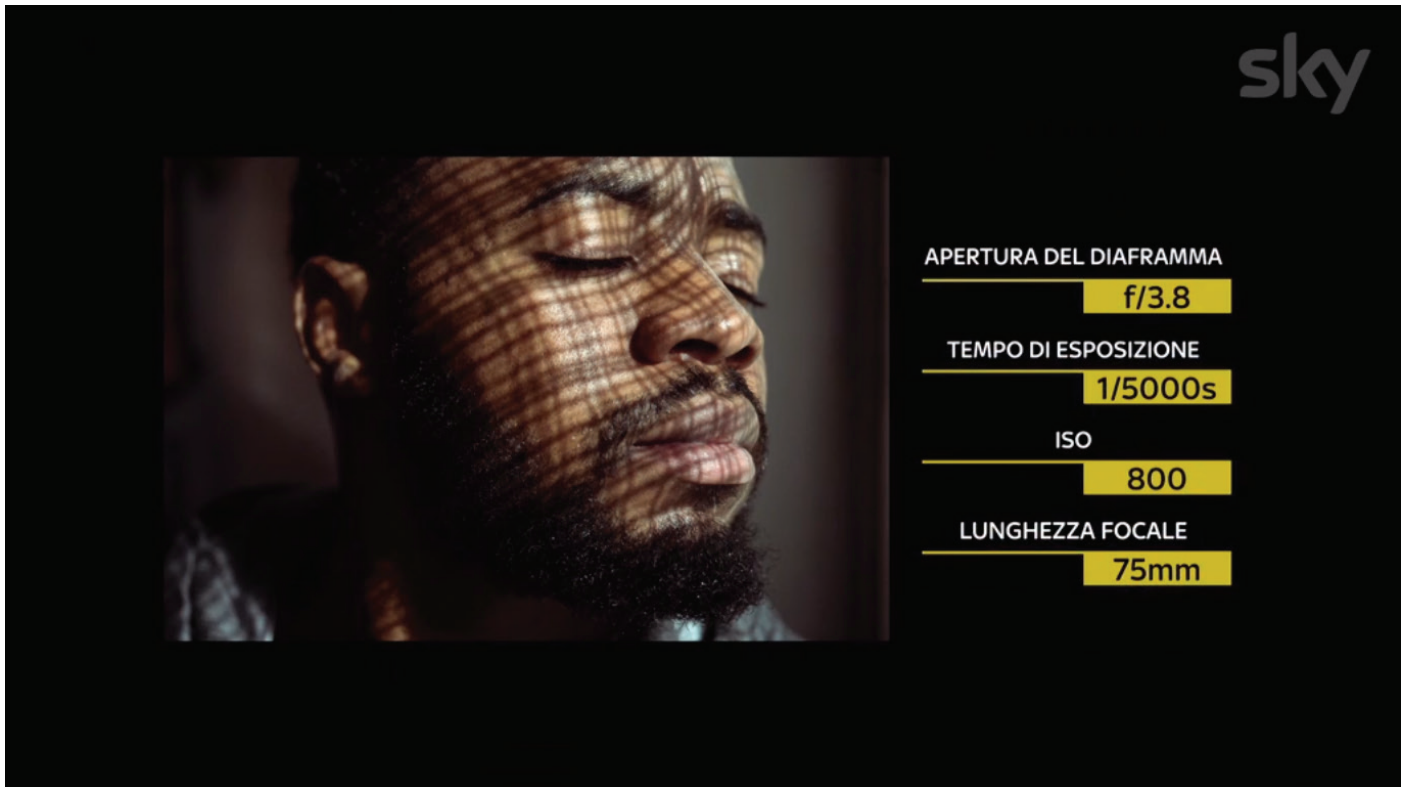 sky
APERTURA DEL DIAFRAMMA
f/3.8
TEMPO DI ESPOSIZIONE
1/5000s
ISO
800
LUNGHEZZA FOCALE
75mm